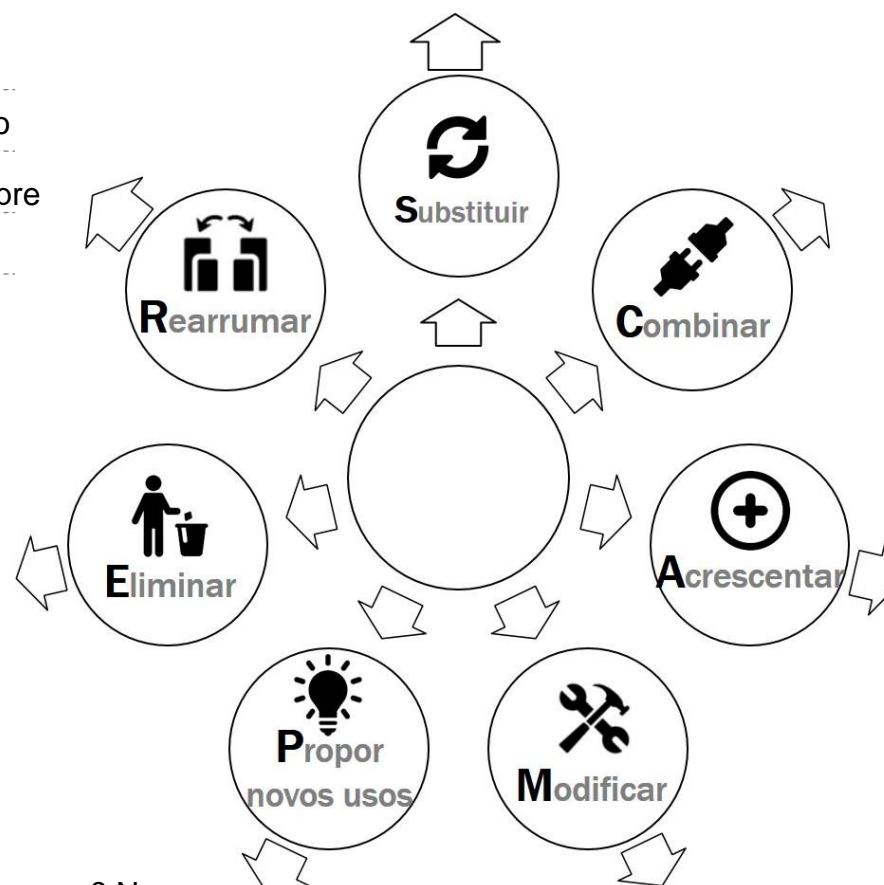 Substituir
Combinar
Acrescentar
Modificar
Propor
novos usos
Eliminar
Rearrumar